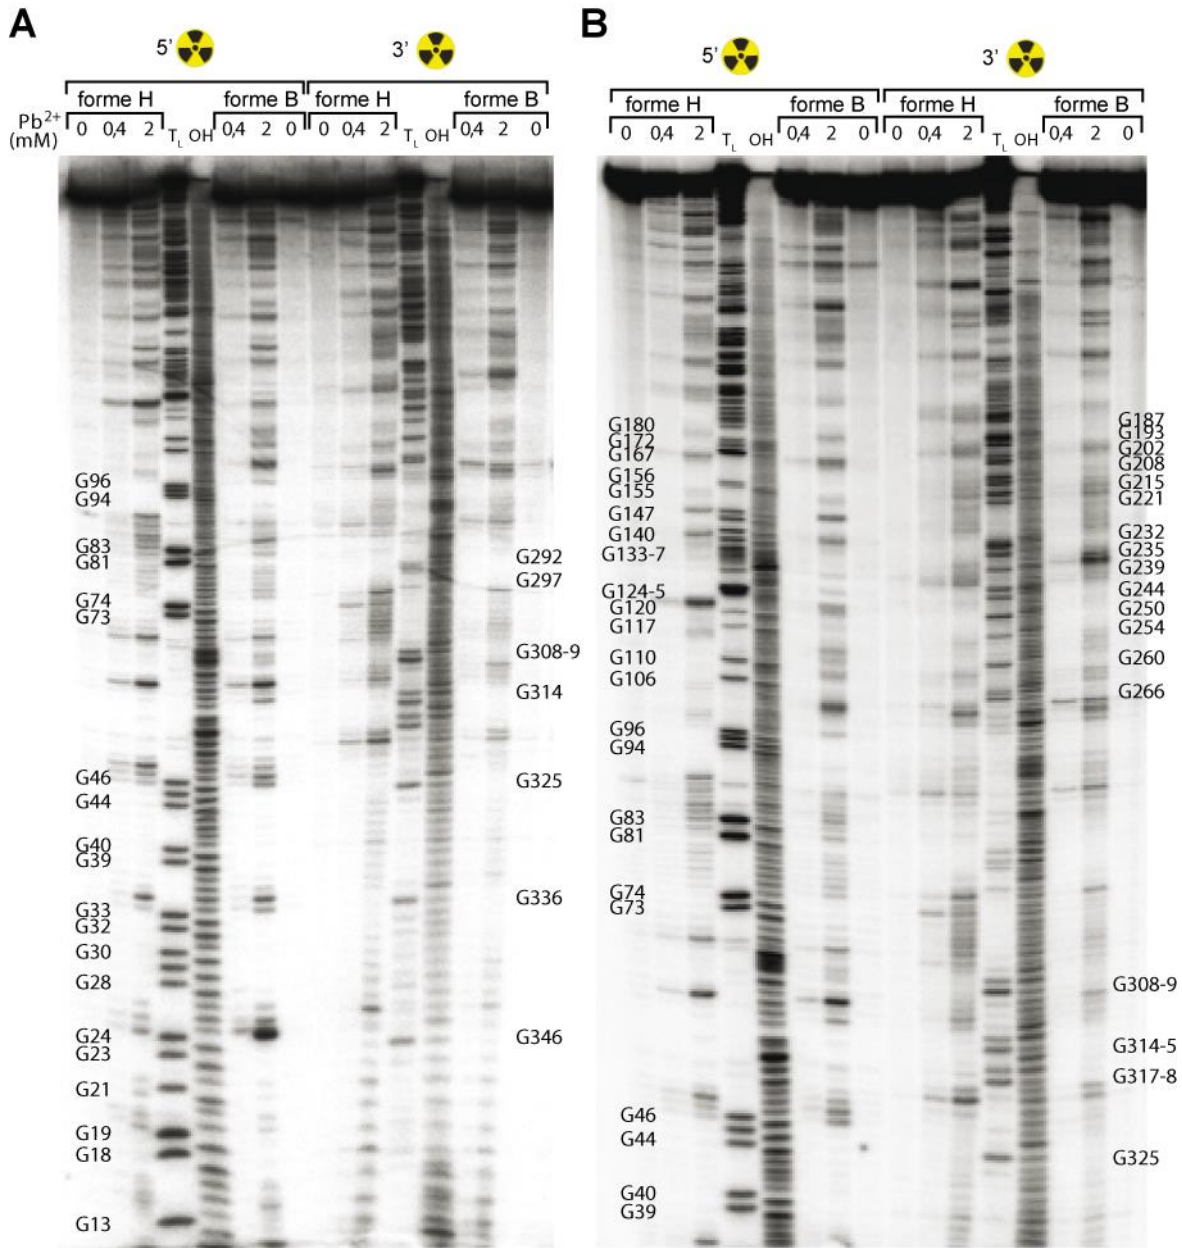 A
B
5' 3'
5' 3'
forme H forme B forme H forme B
forme H forme B forme H forme B
Pb2+ (mM) 0 0,4 2 TL OH 0,4 2 0 0 0,4 2 TL OH 0,4 2 0
0 0,4 2 TL OH 0,4 2 0 0 0,4 2 TL OH 0,4 2 0
G96
G94
G83
G81
G74
G73
G46
G44
G40
G39
G33
G32
G30
G28
G24
G23
G21
G19
G18
G13
G292
G297
G308-9
G314
G325
G336
G346
G180
G172
G167
G156
G155
G147
G140
G133-7
G124-5
G120
G117
G110
G106
G96
G94
G83
G81
G74
G73
G46
G44
G40
G39
G187
G193
G202
G208
G215
G221
G232
G235
G239
G244
G250
G254
G260
G266
G308-9
G314-5
G317-8
G325